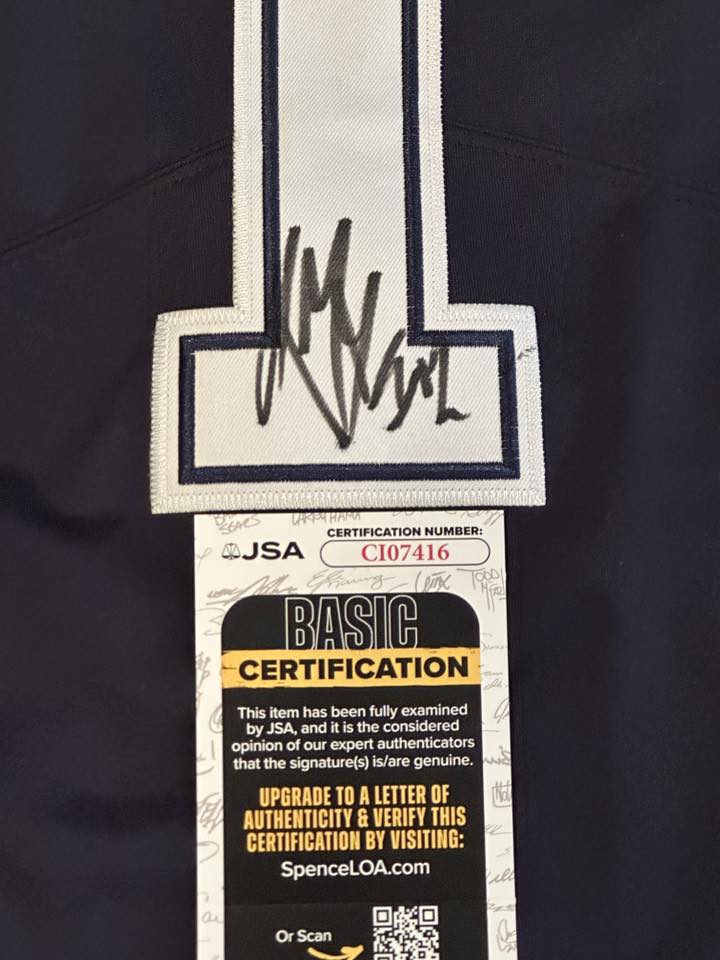 1
JSA
CERTIFICATION NUMBER:
CI07416
BASIC
CERTIFICATION
This item has been fully examined
by JSA, and it is the considered
opinion of our expert authenticators
that the signature(s) is/are genuine.
UPGRADE TO A LETTER OF
AUTHENTICITY & VERIFY THIS
CERTIFICATION BY VISITING:
SpenceLOA.com
Or Scan